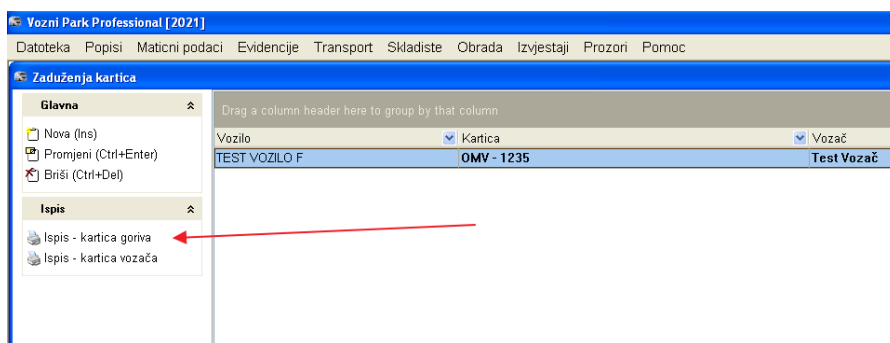 Vozni Park Professional [2021]
Datoteka Popisi Maticni podaci Evidencije Transport Skladiste Obrada Izvjestaji Prozori Pomoc
Zaduženja kartica
Glavna
Nova (Ins)
Promjeni (Ctrl+Enter)
Briši (Ctrl+Del)
Ispis
Ispis - kartica goriva
Ispis - kartica vozača
Drag a column header here to group by that column
Vozilo Kartica Vozač
TEST VOZILO F OMV - 1235 Test Vozač